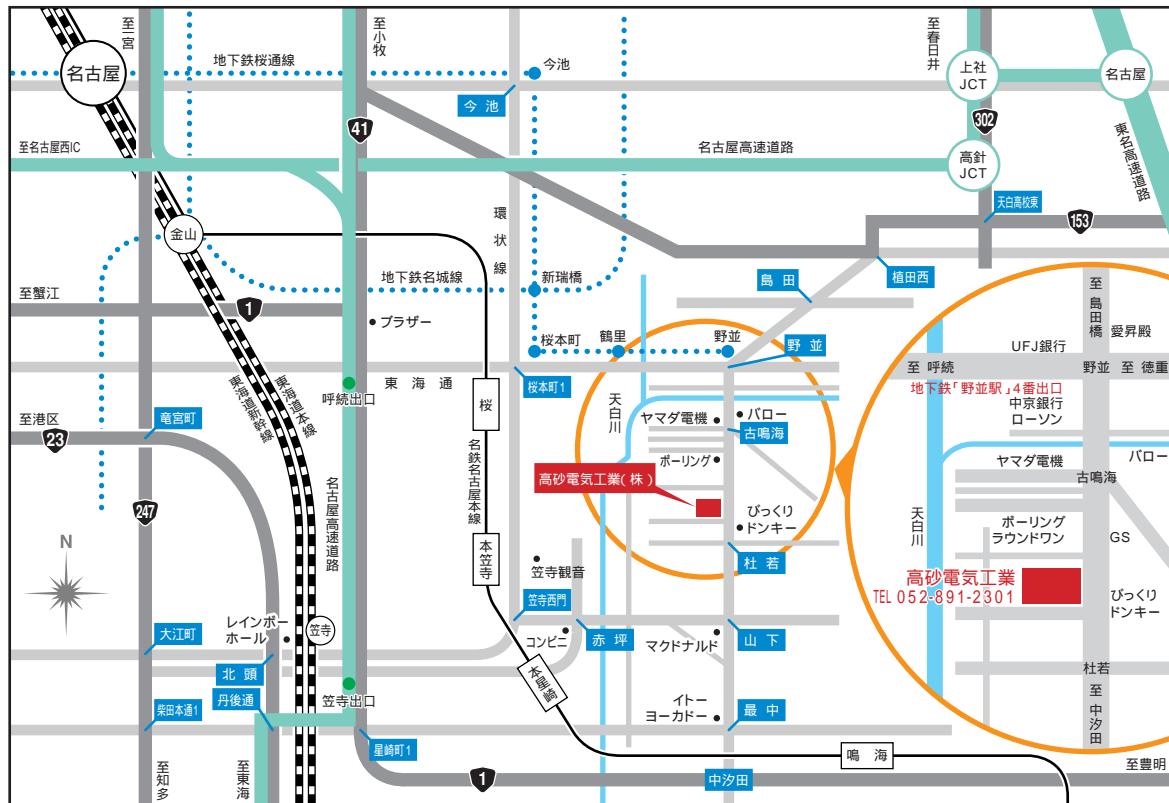 至一宮
至小牧
至春日井
名古屋
地下鉄桜通線
今池
上社
JCT
名古屋
今 池
41
302
東名高速道路
至名古屋西IC
名古屋高速道路
高針
JCT
天白高校東
153
環状線
金山
植田西
地下鉄名城線
新瑞橋
島 田
至蟹江
1
ブラザー
桜本町
鶴里
野並
野 並
至島田橋
愛昇殿
UFJ銀行
至 呼続
野並
至 徳重
地下鉄「野並駅」4番出口
中京銀行
ローソン
バロー
ヤマダ電機
古鳴海
天白川
ボーリング
ラウンドワン
GS
高砂電気工業
TEL 052-891-2301
びっくり
ドンキー
杜若
至中汐田
東海通
桜本町1
呼続出口
桜
東海道新幹線
東海道本線
至港区
23
竜宮町
天白川
ヤマダ電機
バロー
古鳴海
ボーリング
高砂電気工業(株)
びっくり
ドンキー
名鉄名古屋本線
名古屋高速道路
247
N
本笠寺
笠寺観音
杜 若
笠寺西門
大江町
レインボー
ホール
笠寺
コンビニ
赤 坪
マクドナルド
山 下
北 頭
本星崎
笠寺出口
丹後通
柴田本通1
イトー
ヨーカドー
最 中
星崎町1
鳴 海
至知多
至東海
1
中汐田
至豊明